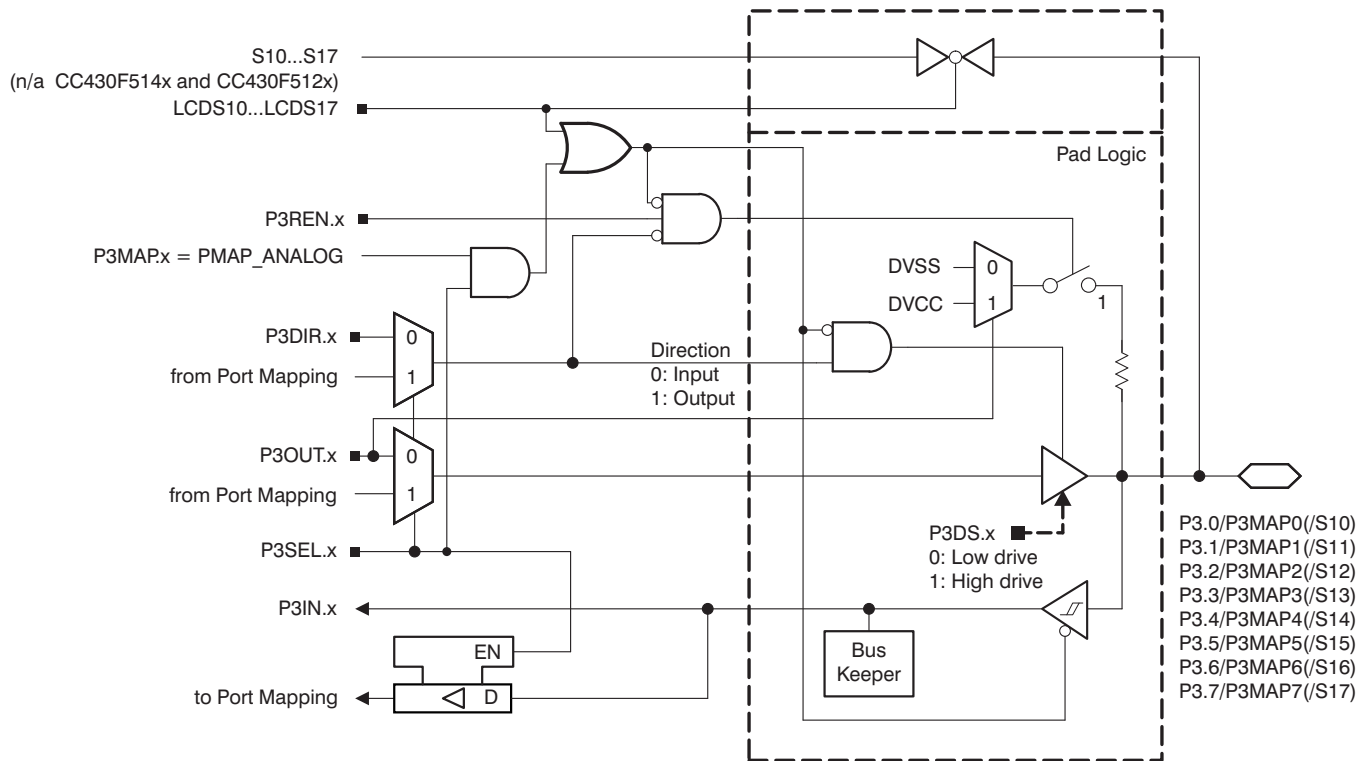 S10...S17
(n/a CC430F514x and CC430F512x)
LCDS10...LCDS17
Pad Logic
P3REN.x
P3MAP.x = PMAP_ANALOG
DVSS
0
DVCC
1
1
P3DIR.x
0
from Port Mapping
1
Direction
0: Input
1: Output
P3OUT.x
0
from Port Mapping
1
P3SEL.x
P3DS.x
0: Low drive
1: High drive
P3.0/P3MAP0(/S10)
P3.1/P3MAP1(/S11)
P3.2/P3MAP2(/S12)
P3.3/P3MAP3(/S13)
P3.4/P3MAP4(/S14)
P3.5/P3MAP5(/S15)
P3.6/P3MAP6(/S16)
P3.7/P3MAP7(/S17)
P3IN.x
Bus
Keeper
EN
to Port Mapping
D